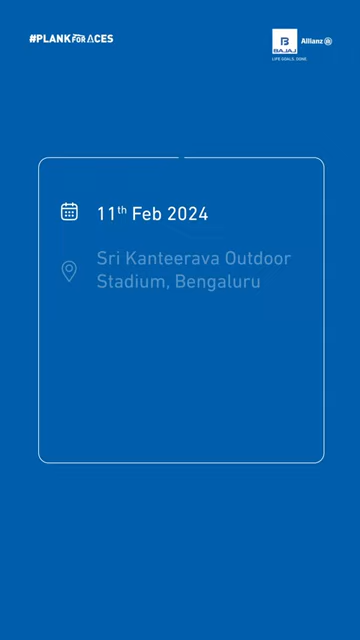 #PLANKFORACES
B
BAJAJ
Allianz
LIFE GOALS. DONE
11th Feb 2024
Sri Kanteerava Outdoor
Stadium, Bengaluru